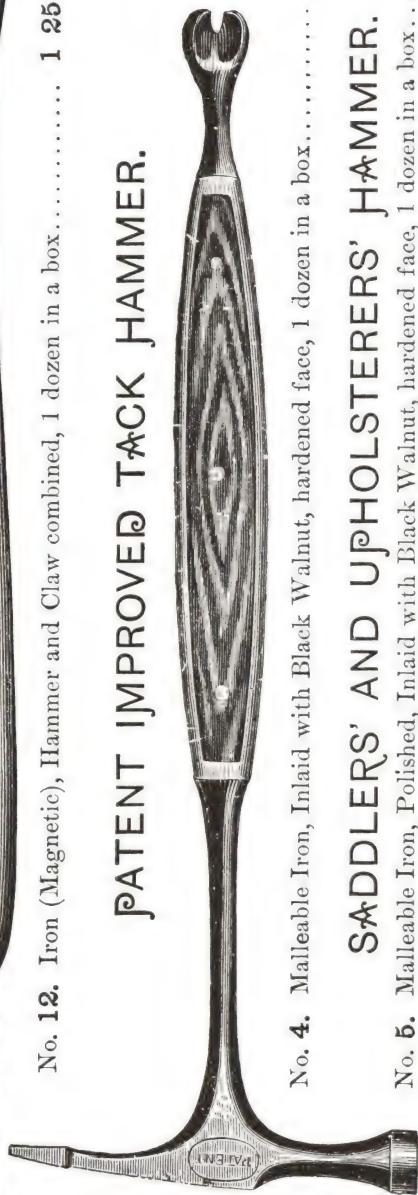 No. 12. Iron (Magnetic), Hammer and Claw combined, 1 dozen in a box............. 1 25
PATENT IMPROVED TACK HAMMER.
PATENT
No. 4. Malleable Iron, Inlaid with Black Walnut, hardened face, 1 dozen in a box..........
SADDLERS' AND UPHOLSTERERS' HAMMER.
No. 5. Malleable Iron, Polished, Inlaid with Black Walnut, hardened face, 1 dozen in a box..